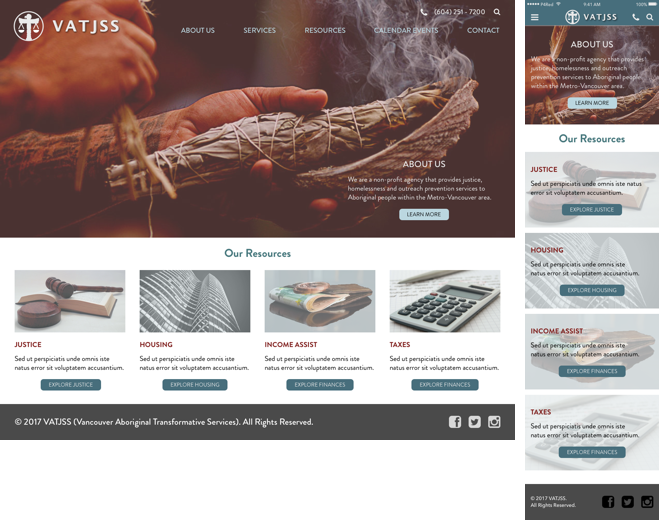 VATJSS
(604) 251 - 7200
ABOUT US
SERVICES
RESOURCES
CALENDAR EVENTS
CONTACT
ABOUT US
We are a non-profit agency that provides justice,
homelessness and outreach prevention services to
Aboriginal people within the Metro-Vancouver area.
LEARN MORE
Our Resources
JUSTICE
Sed ut perspiciatis unde omnis iste
natus error sit voluptatem accusantium.
EXPLORE JUSTICE
HOUSING
Sed ut perspiciatis unde omnis iste
natus error sit voluptatem accusantium.
EXPLORE HOUSING
INCOME ASSIST
Sed ut perspiciatis unde omnis iste
natus error sit voluptatem accusantium.
EXPLORE FINANCES
TAXES
Sed ut perspiciatis unde omnis iste
natus error sit voluptatem accusantium.
EXPLORE FINANCES
© 2017 VATJSS (Vancouver Aboriginal Transformative Services). All Rights Reserved.
9:41 AM
100%
VATJSS
ABOUT US
We are a non-profit agency that provides
justice, homelessness and outreach
prevention services to Aboriginal people
within the Metro-Vancouver area.
LEARN MORE
Our Resources
JUSTICE
Sed ut perspiciatis unde omnis iste natus
error sit voluptatem accusantium.
EXPLORE JUSTICE
HOUSING
Sed ut perspiciatis unde omnis iste
natus error sit voluptatem accusantium.
EXPLORE HOUSING
INCOME ASSIST
Sed ut perspiciatis unde omnis iste
natus error sit voluptatem accusantium.
EXPLORE FINANCES
TAXES
Sed ut perspiciatis unde omnis iste
natus error sit voluptatem accusantium.
EXPLORE FINANCES
© 2017 VATJSS.
All Rights Reserved.